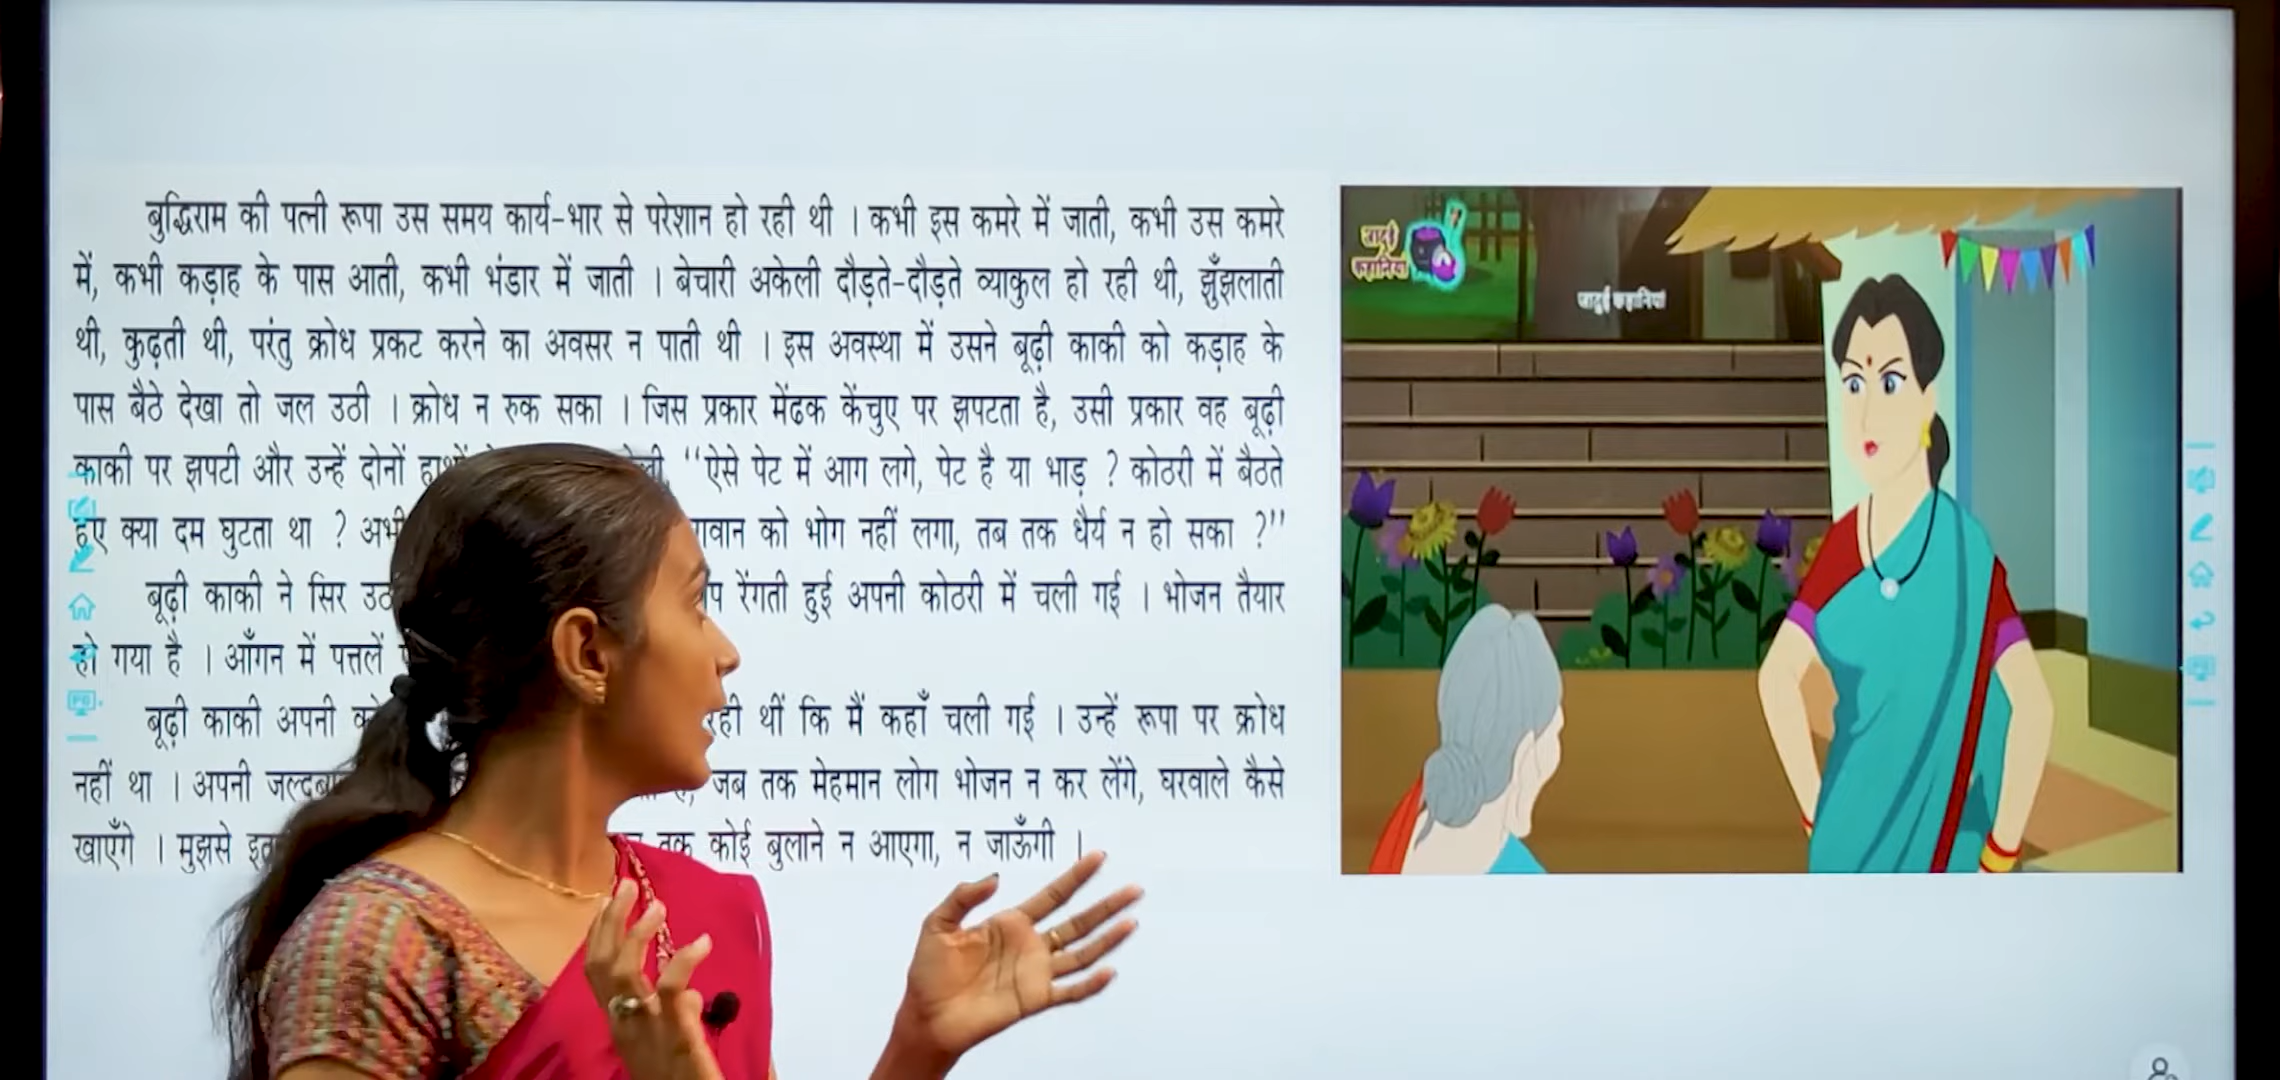 बुद्धिराम की पत्नी रूपा उस समय कार्य-भार से परेशान हो रही थी । कभी इस कमरे में जाती, कभी उस कमरे
में, कभी कड़ाह के पास आती, कभी भंडार में जाती । बेचारी अकेली दौड़ते-दौड़ते व्याकुल हो रही थी, झुँझलाती
थी, कुढ़ती थी, परंतु क्रोध प्रकट करने का अवसर न पाती थी । इस अवस्था में उसने बूढ़ी काकी को कड़ाह के
पास बैठे देखा तो जल उठी । क्रोध न रुक सका । जिस प्रकार मेंढक केंचुए पर झपटता है, उसी प्रकार वह बूढ़ी
काकी पर झपटी और उन्हें दोनों ‘‘ऐसे पेट में आग लगे, पेट है या भाड़ ? कोठरी में बैठते
हुए क्या दम घुटता था ? को भोग नहीं लगा, तब तक धैर्य न हो सका ?’’
बूढ़ी काकी ने सिर रेंगती हुई अपनी कोठरी में चली गई । भोजन तैयार
हो गया है । आँगन में पत्तलें
बूढ़ी काकी अपनी रही थीं कि मैं कहाँ चली गई । उन्हें रूपा पर क्रोध
नहीं था । अपनी जब तक मेहमान लोग भोजन न कर लेंगे, घरवाले कैसे
खाएँगे । मुझसे तक कोई बुलाने न आएगा, न जाऊँगी ।
जादुई
कहानियां
जादुई कहानियां